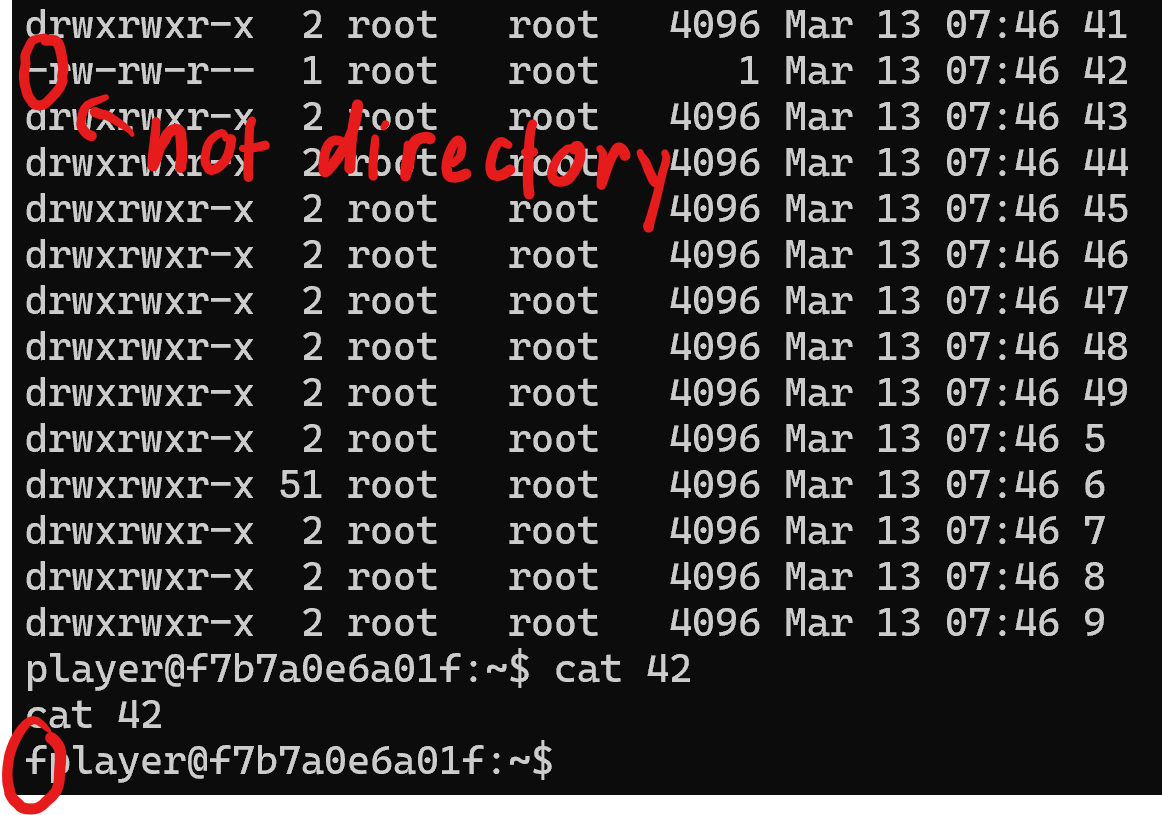 drwxrwxr-x  2 root   root   4096 Mar 13 07:46 41
-rw-rw-r--  1 root   root      1 Mar 13 07:46 42
drwxrwxr-x  2 root   root   4096 Mar 13 07:46 43
not directory
drwxrwxr-x  2 root   root   4096 Mar 13 07:46 44
drwxrwxr-x  2 root   root   4096 Mar 13 07:46 45
drwxrwxr-x  2 root   root   4096 Mar 13 07:46 46
drwxrwxr-x  2 root   root   4096 Mar 13 07:46 47
drwxrwxr-x  2 root   root   4096 Mar 13 07:46 48
drwxrwxr-x  2 root   root   4096 Mar 13 07:46 49
drwxrwxr-x  2 root   root   4096 Mar 13 07:46 5
drwxrwxr-x 51 root   root   4096 Mar 13 07:46 6
drwxrwxr-x  2 root   root   4096 Mar 13 07:46 7
drwxrwxr-x  2 root   root   4096 Mar 13 07:46 8
drwxrwxr-x  2 root   root   4096 Mar 13 07:46 9
player@f7b7a0e6a01f:~$ cat 42
cat 42
fplayer@f7b7a0e6a01f:~$